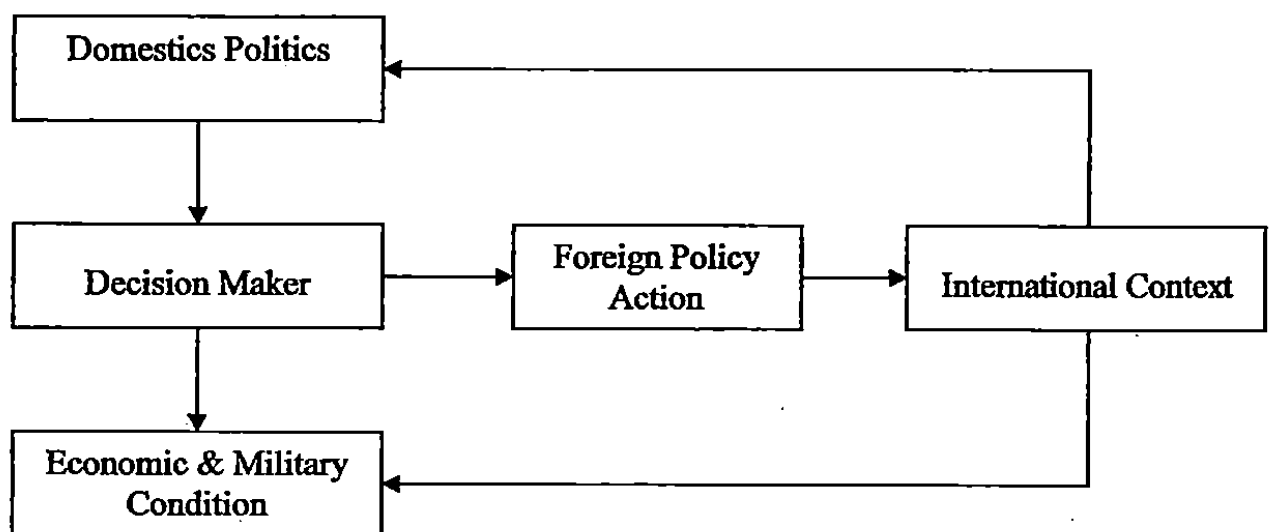 Domestics Politics
Decision Maker
Foreign Policy
Action
International Context
Economic & Military
Condition